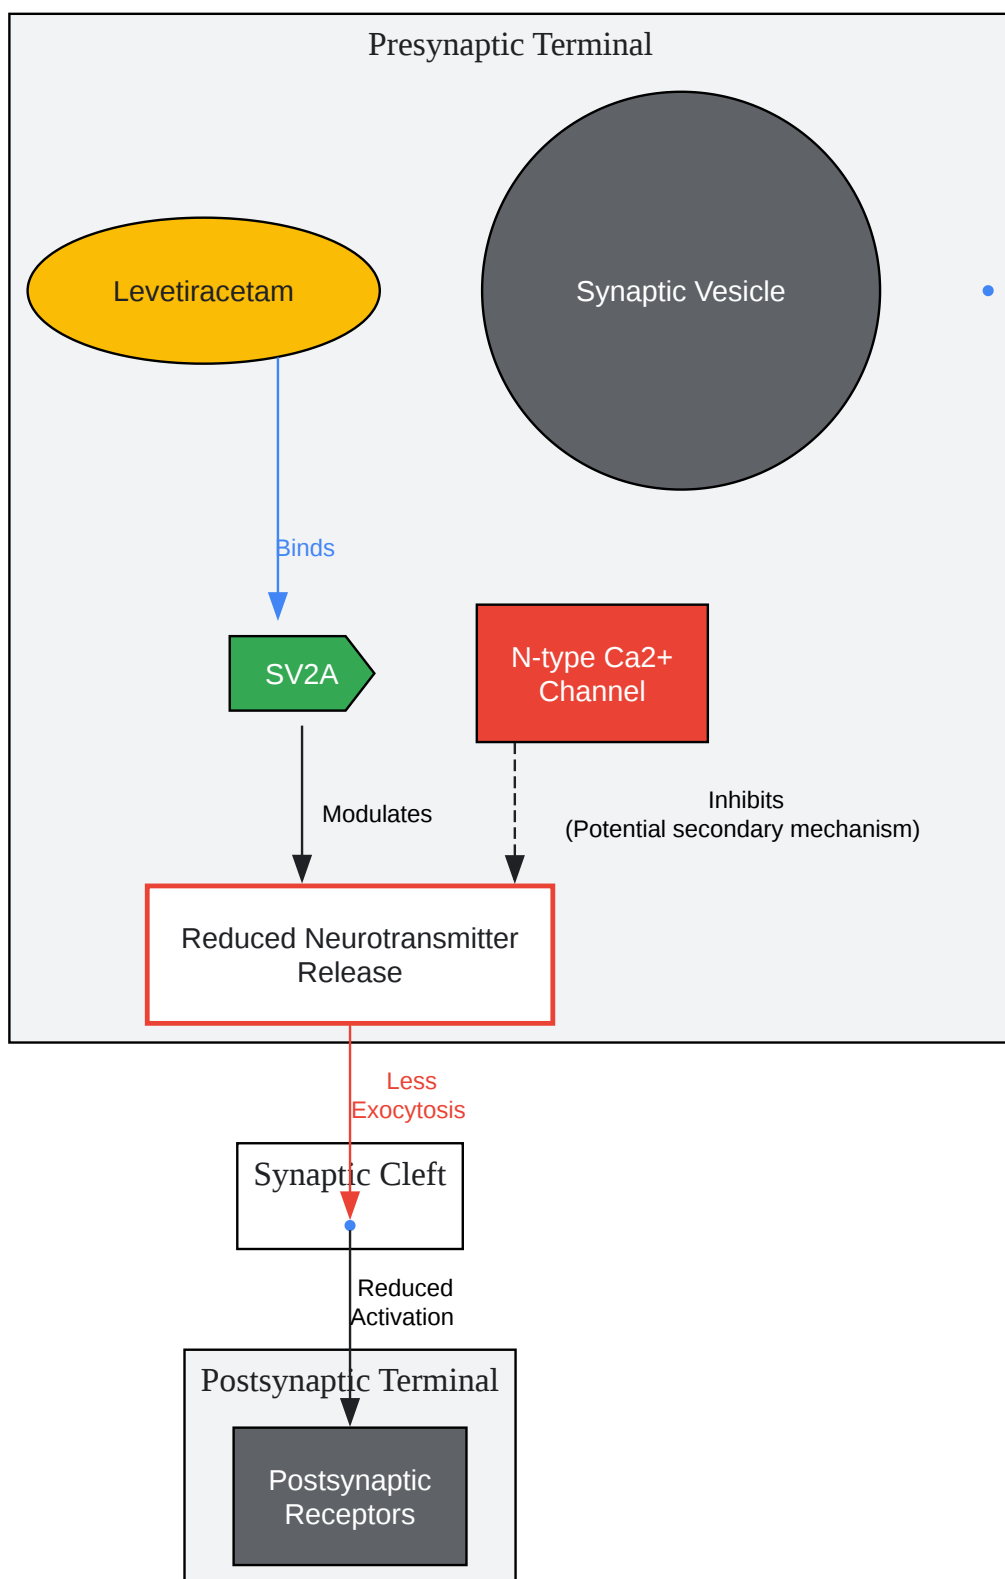 Presynaptic Terminal
Levetiracetam
Synaptic Vesicle
Binds
SV2A
N-type Ca2+
Channel
Modulates
Inhibits
(Potential secondary mechanism)
Reduced Neurotransmitter
Release
Less
Exocytosis
Synaptic Cleft
Reduced
Activation
Postsynaptic Terminal
Postsynaptic
Receptors